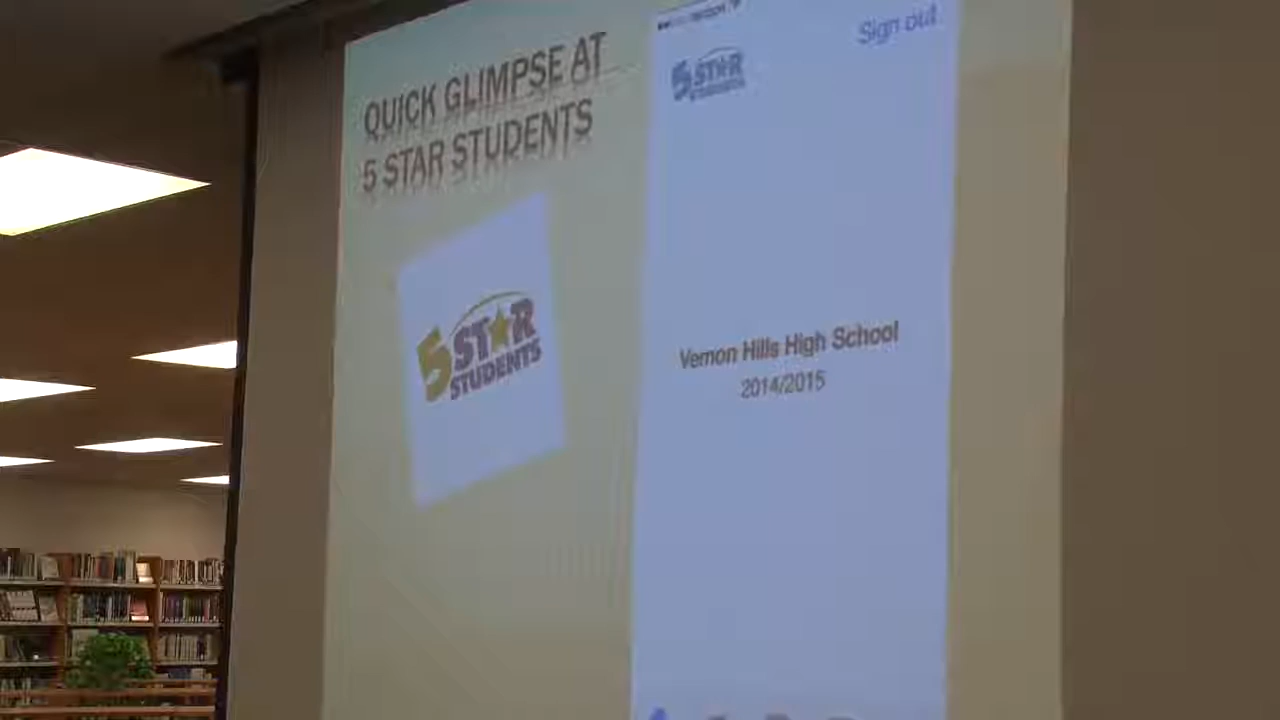 QUICK GLIMPSE AT
5 STAR STUDENTS
5 STAR
STUDENTS
Sign out
5 STAR
STUDENTS
Vernon Hills High School
2014/2015